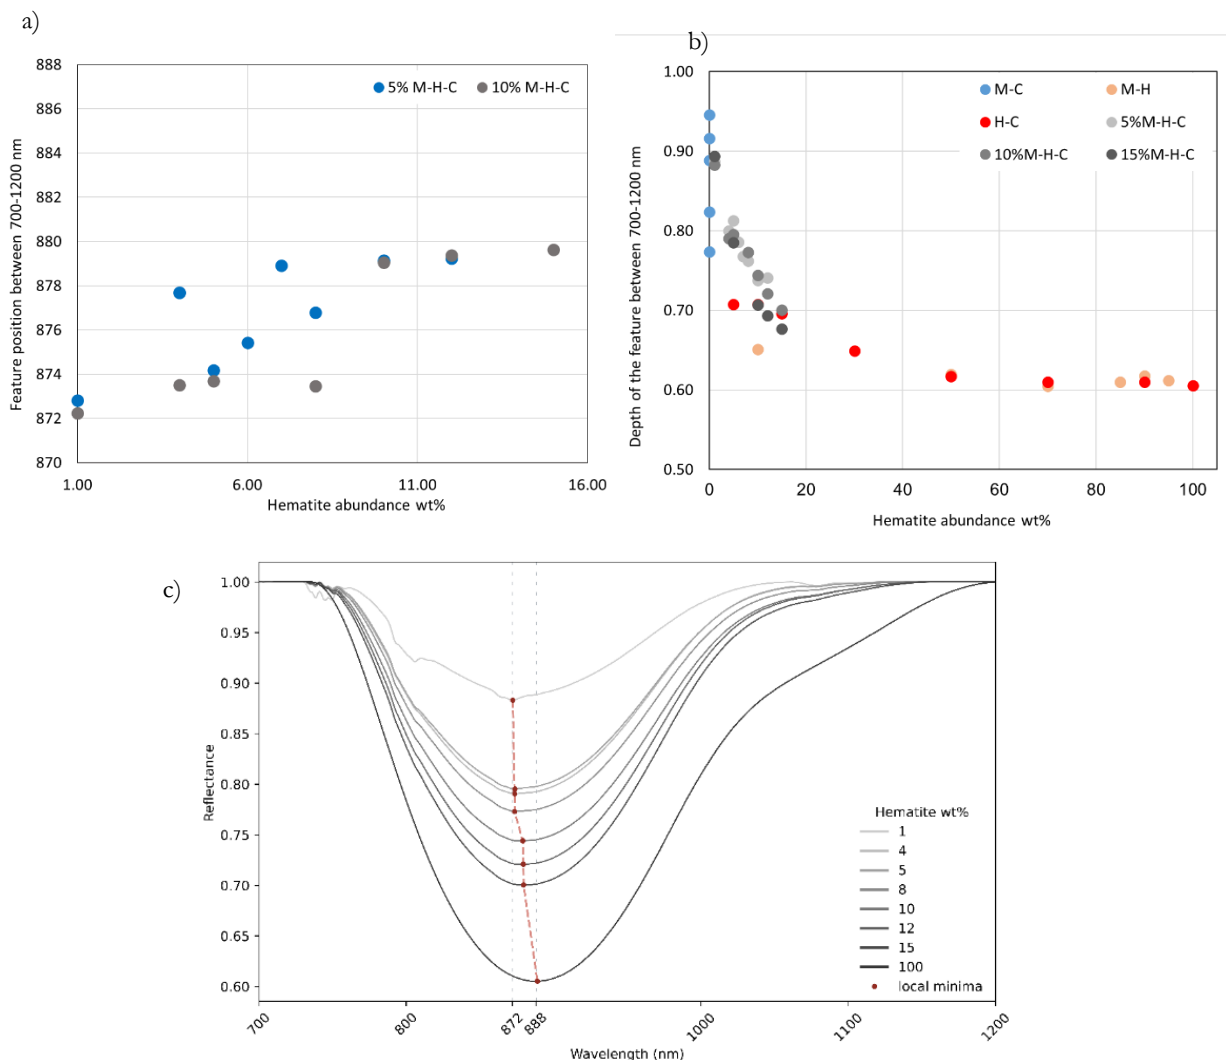 a)
888
886
884
882
880
878
876
874
872
870
Feature position between 700-1200 nm
5% M-H-C 10% M-H-C
1.00 6.00 11.00 16.00
Hematite abundance wt%
b)
1.00
0.90
0.80
0.70
0.60
0.50
Depth of the feature between 700-1200 nm
M-C M-H
H-C 5%M-H-C
10%M-H-C 15%M-H-C
0 20 40 60 80 100
Hematite abundance wt%
c)
1.00
0.95
0.90
0.85
0.80
0.75
0.70
0.65
0.60
Reflectance
Hematite wt%
1
4
5
8
10
12
15
100
local minima
700 800 872 888 1000 1100 1200
Wavelength (nm)